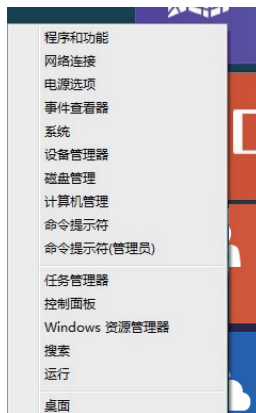 程序和功能
网络连接
电源选项
事件查看器
系统
设备管理器
磁盘管理
计算机管理
命令提示符
命令提示符(管理员)
任务管理器
控制面板
Windows 资源管理器
搜索
运行
桌面